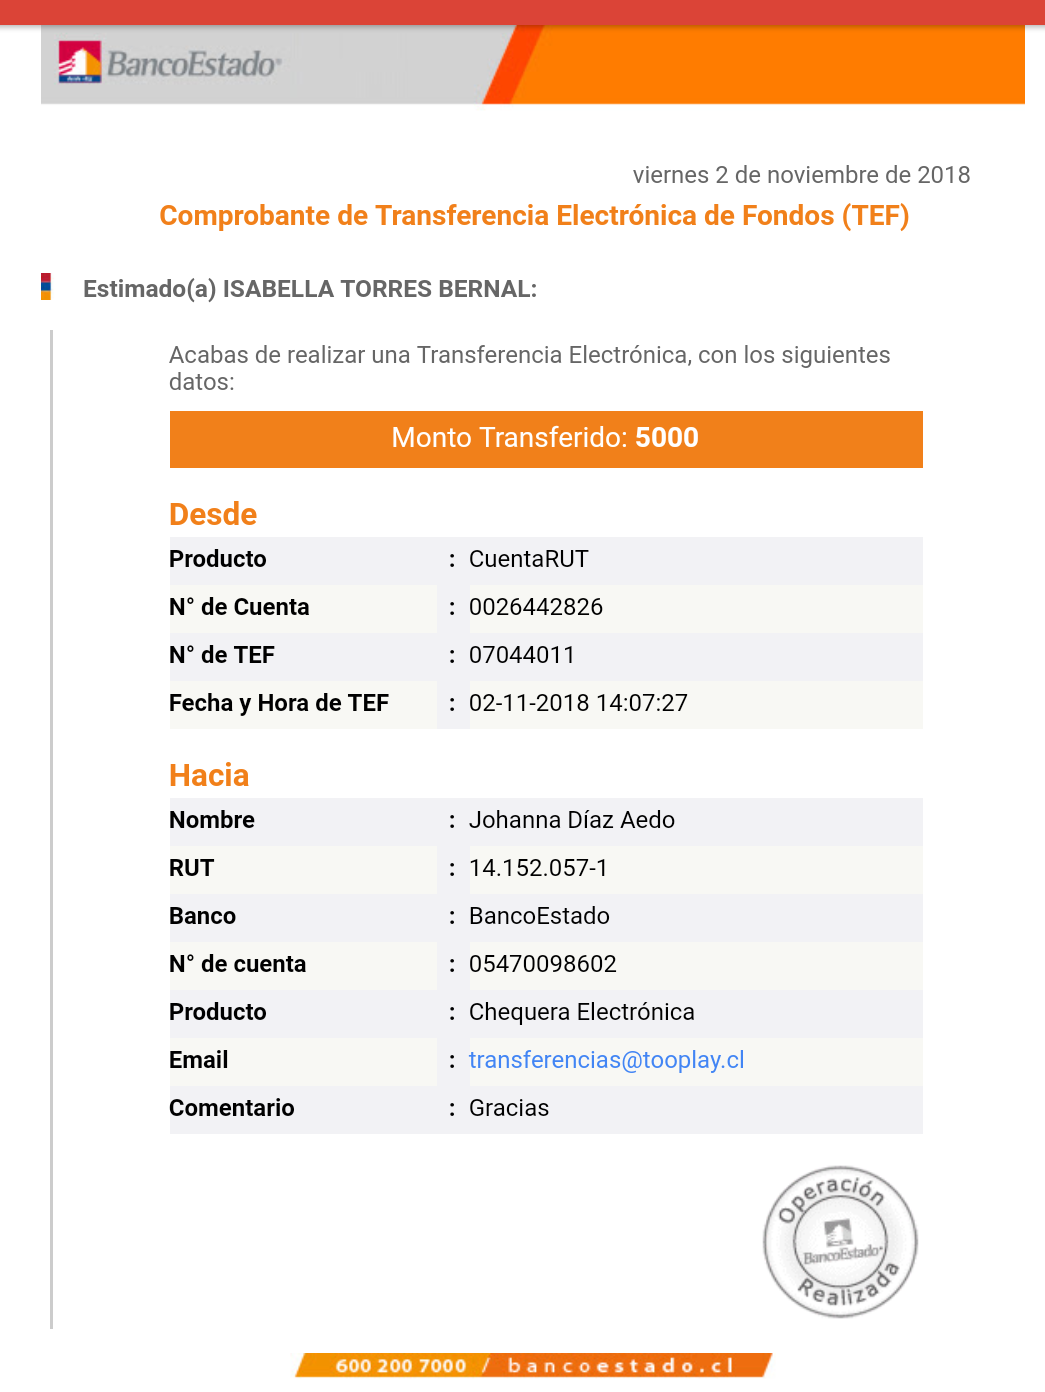 BancoEstado
viernes 2 de noviembre de 2018
Comprobante de Transferencia Electrónica de Fondos (TEF)
Estimado(a) ISABELLA TORRES BERNAL:
Acabas de realizar una Transferencia Electrónica, con los siguientes
datos:
Monto Transferido: 5000
Desde
Producto : CuentaRUT
N° de Cuenta : 0026442826
N° de TEF : 07044011
Fecha y Hora de TEF : 02-11-2018 14:07:27
Hacia
Nombre : Johanna Díaz Aedo
RUT : 14.152.057-1
Banco : BancoEstado
N° de cuenta : 05470098602
Producto : Chequera Electrónica
Email : transferencias@tooplay.cl
Comentario : Gracias
Operación
BancoEstado
Realizada
600 200 7000 / bancoestado.cl